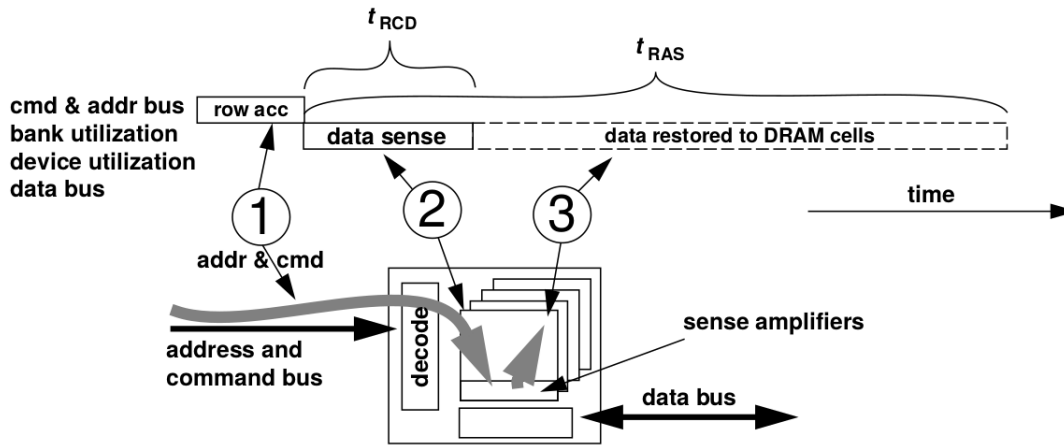 t RCD
t RAS
cmd & addr bus
bank utilization
device utilization
data bus
row acc
data sense
data restored to DRAM cells
time
1
2
3
addr & cmd
decode
sense amplifiers
address and
command bus
data bus